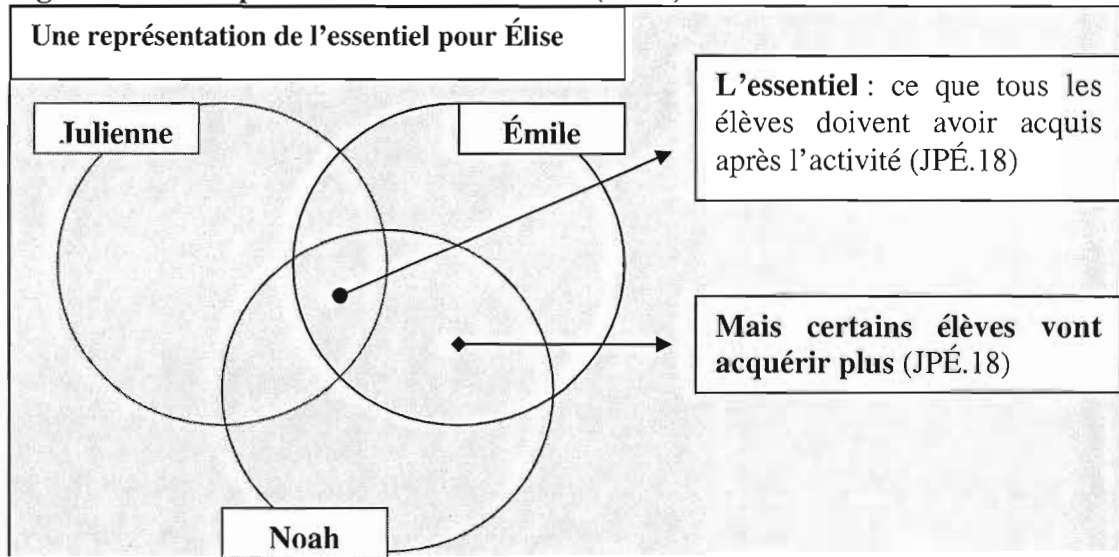 Une représentation de l'essentiel pour Élise
Julienne
Émile
Noah
L'essentiel : ce que tous les
élèves doivent avoir acquis
après l'activité (JPÉ.18)
Mais certains élèves vont
acquérir plus (JPÉ.18)